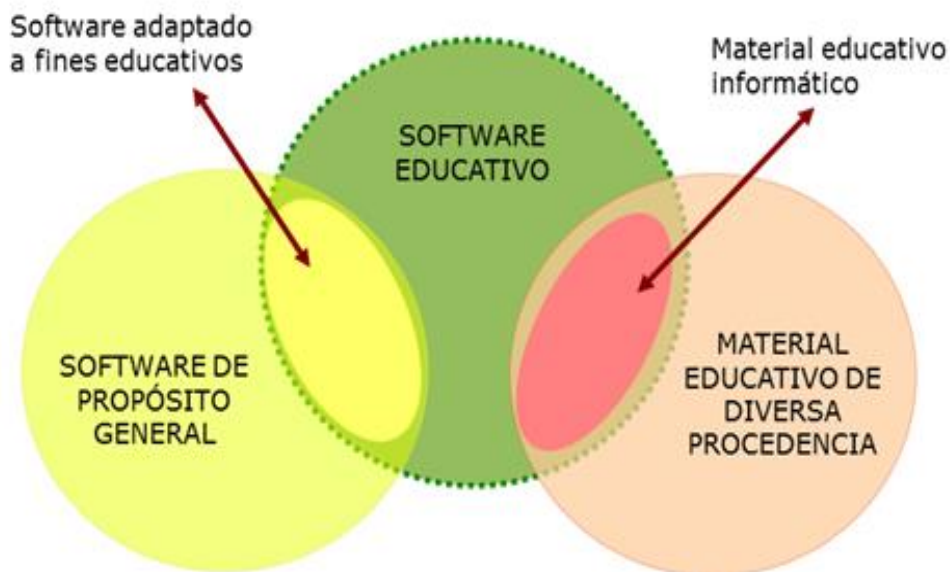 Software adaptado
a fines educativos
Material educativo
informático
SOFTWARE
EDUCATIVO
SOFTWARE DE
PROPÓSITO
GENERAL
MATERIAL
EDUCATIVO DE
DIVERSA
PROCEDENCIA